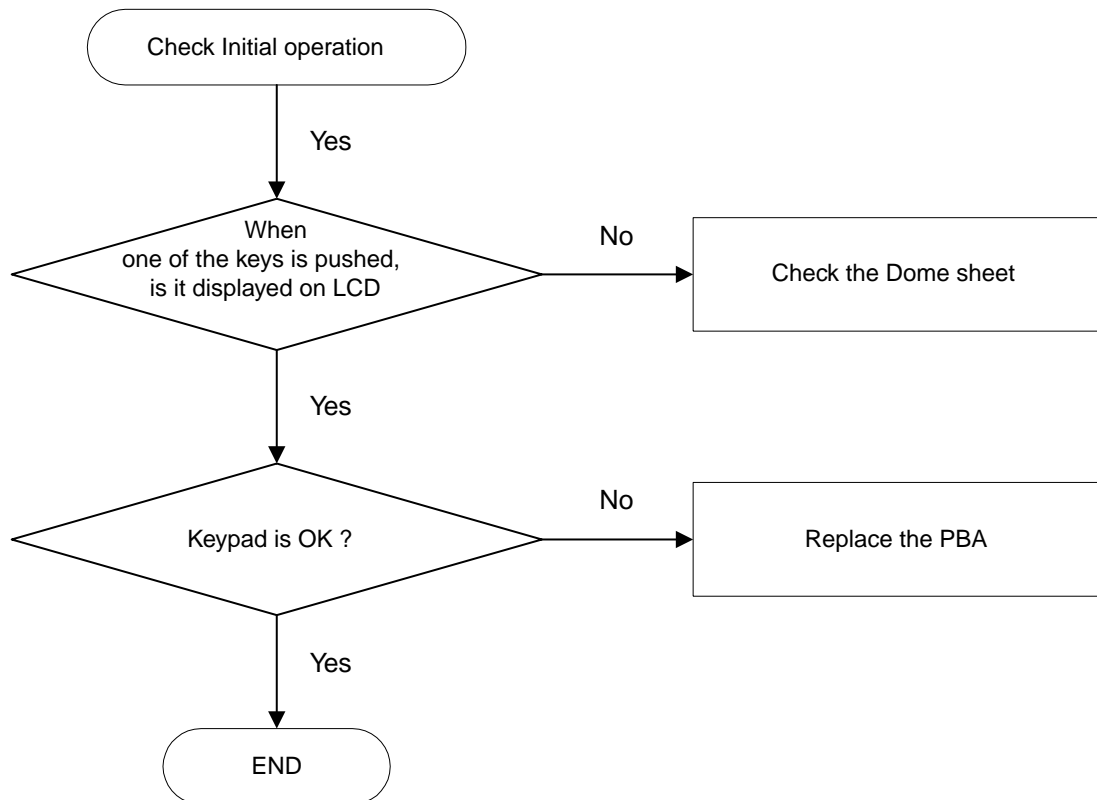 Check Initial operation
Yes
When
one of the keys is pushed,
is it displayed on LCD
No
Check the Dome sheet
Yes
Keypad is OK ?
No
Replace the PBA
Yes
END